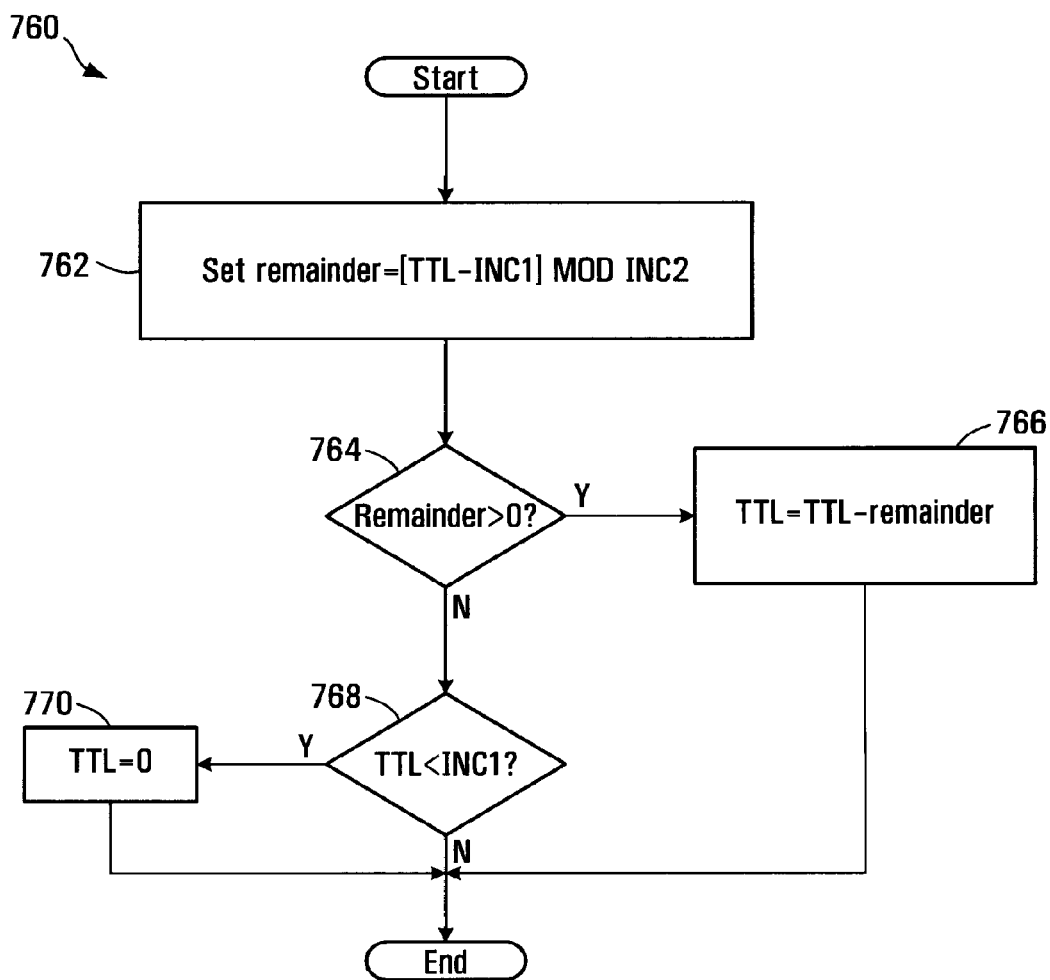 760
Start
762
Set remainder=[TTL-INC1] MOD INC2
764
Remainder>0?
Y
766
TTL=TTL-remainder
N
768
TTL<INC1?
Y
770
TTL=0
N
End